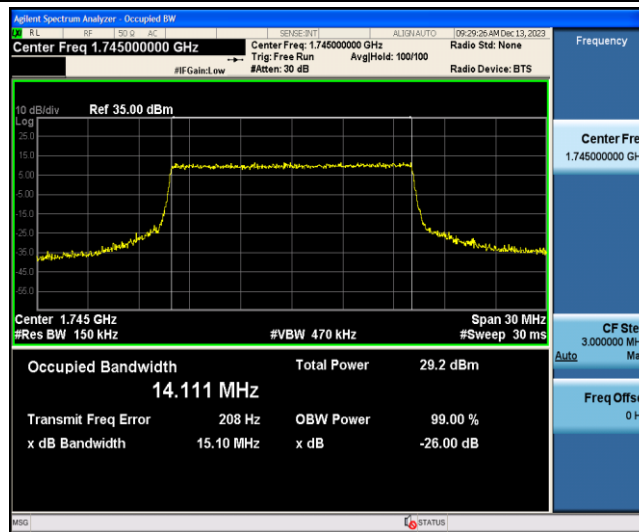 Agilent Spectrum Analyzer - Occupied BW
RL RF 50 Ω AC SENSE:INT ALIGN AUTO 09:29:26 AM Dec 13, 2023
Center Freq 1.745000000 GHz Center Freq: 1.745000000 GHz Radio Std: None Frequency
Trig: Free Run Avg|Hold: 100/100
#IFGain:Low #Atten: 30 dB Radio Device: BTS
10 dB/div Ref 35.00 dBm
Log
25.0
15.0
5.00
-5.00
-15.0
-25.0
-35.0
-45.0
-55.0
Center Fre
1.745000000 GH
Center 1.745 GHz Span 30 MHz
#Res BW 150 kHz #VBW 470 kHz #Sweep 30 ms
CF Ste
3.000000 MH
Auto Ma
Occupied Bandwidth Total Power 29.2 dBm
14.111 MHz
Transmit Freq Error 208 Hz OBW Power 99.00 %
x dB Bandwidth 15.10 MHz x dB -26.00 dB
Freq Offs
0 H
MSG STATUS